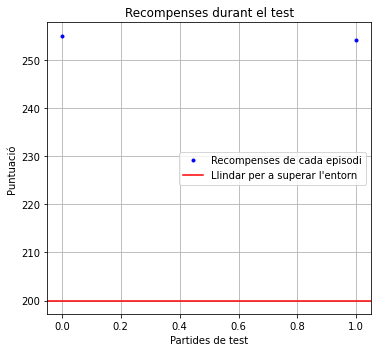 Recompenses durant el test
250
240
230
220
210
200
Puntuació
Recompenses de cada episodi
Llindar per a superar l'entorn
0.0 0.2 0.4 0.6 0.8 1.0
Partides de test